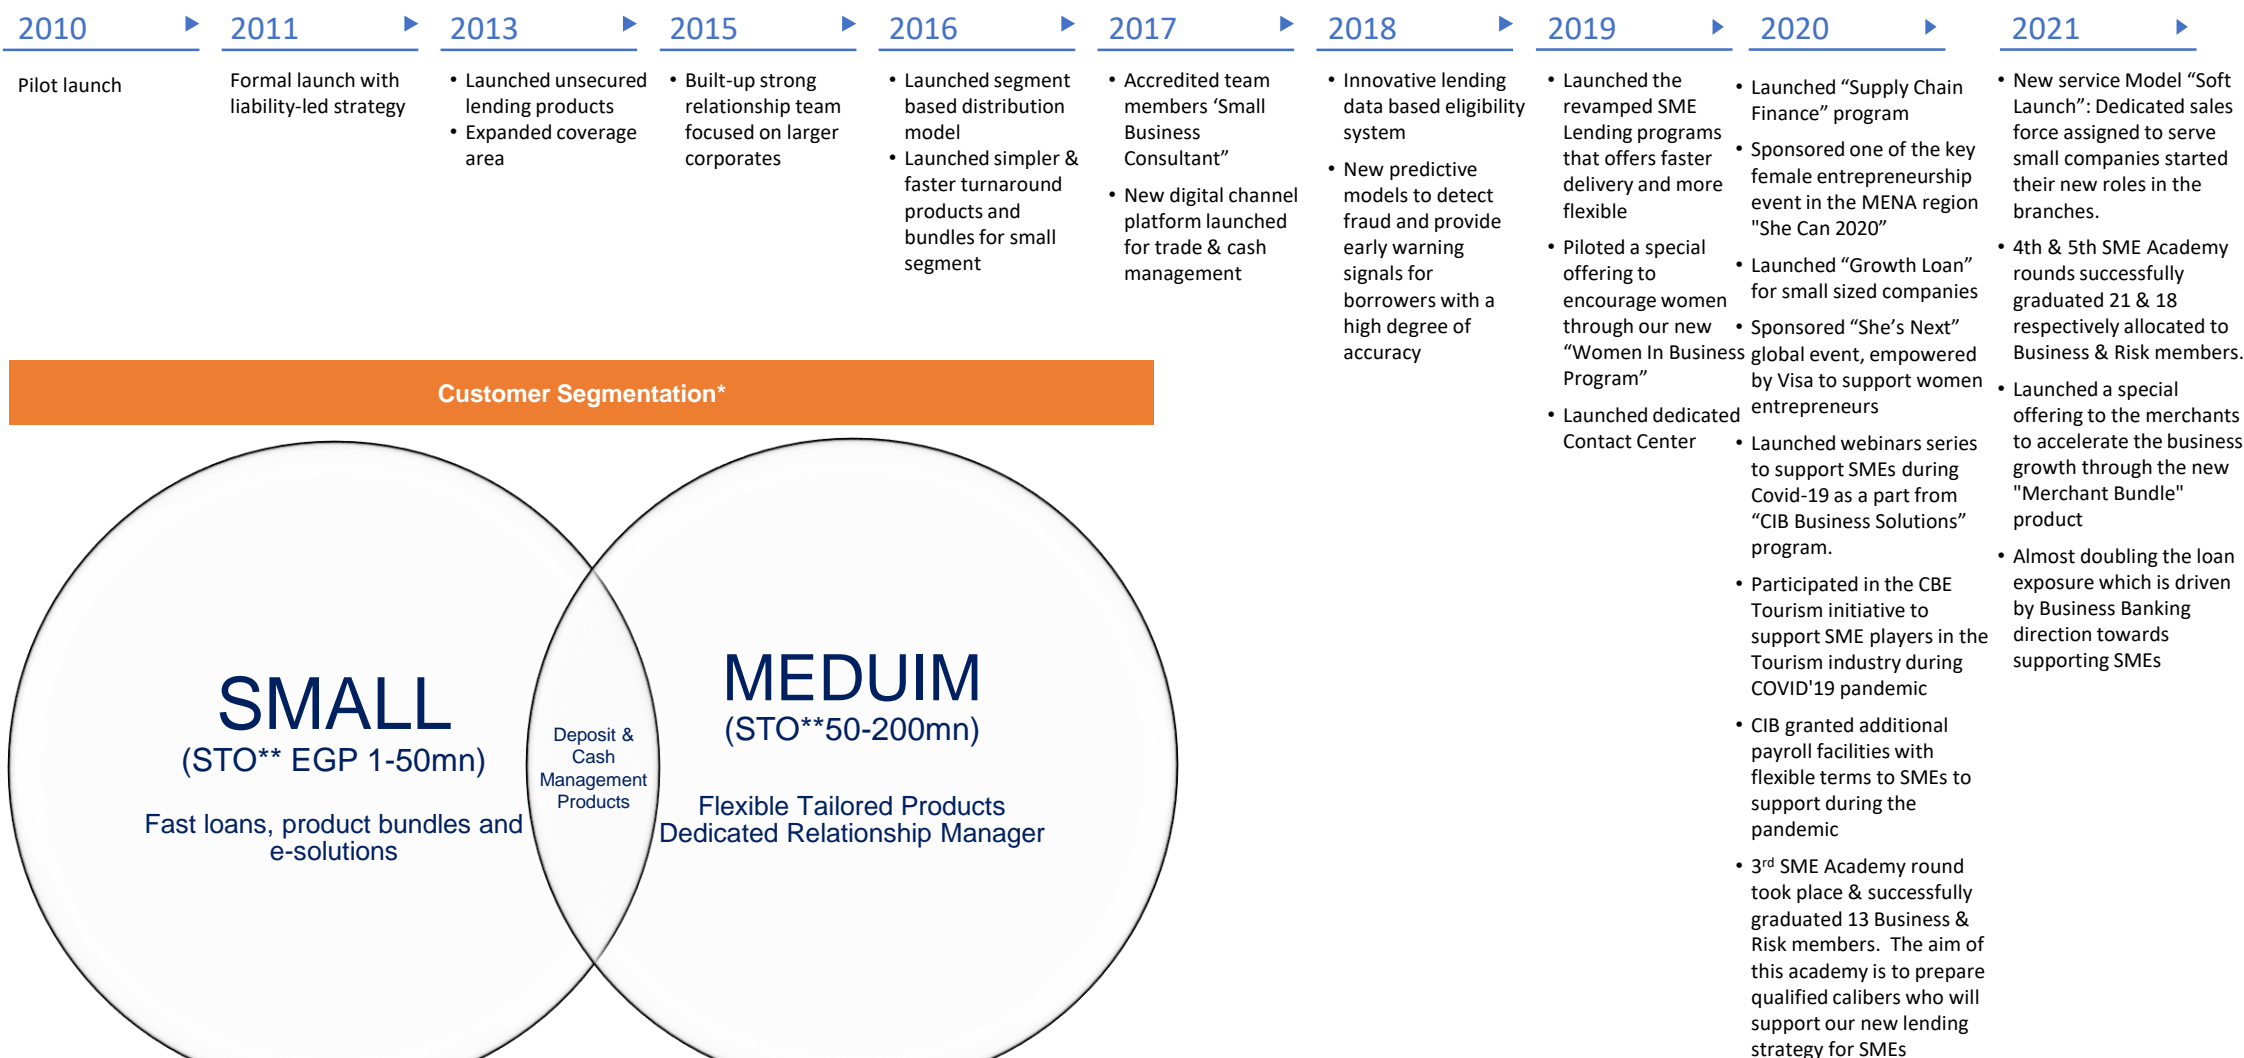 2010
Pilot launch
2011
Formal launch with
liability-led strategy
2013
• Launched unsecured
lending products
• Expanded coverage
area
2015
• Built-up strong
relationship team
focused on larger
corporates
2016
• Launched segment
based distribution
model
• Launched simpler &
faster turnaround
products and
bundles for small
segment
2017
• Accredited team
members ‘Small
Business
Consultant”
• New digital channel
platform launched
for trade & cash
management
2018
• Innovative lending
data based eligibility
system
• New predictive
models to detect
fraud and provide
early warning
signals for
borrowers with a
high degree of
accuracy
2019
• Launched the
revamped SME
Lending programs
that offers faster
delivery and more
flexible
• Piloted a special
offering to
encourage women
through our new
“Women In Business
Program”
• Launched dedicated
Contact Center
2020
• Launched “Supply Chain
Finance” program
• Sponsored one of the key
female entrepreneurship
event in the MENA region
"She Can 2020”
• Launched “Growth Loan”
for small sized companies
• Sponsored “She’s Next”
global event, empowered
by Visa to support women
entrepreneurs
• Launched webinars series
to support SMEs during
Covid-19 as a part from
“CIB Business Solutions”
program.
• Participated in the CBE
Tourism initiative to
support SME players in the
Tourism industry during
COVID'19 pandemic
• CIB granted additional
payroll facilities with
flexible terms to SMEs to
support during the
pandemic
• 3rd SME Academy round
took place & successfully
graduated 13 Business &
Risk members. The aim of
this academy is to prepare
qualified calibers who will
support our new lending
strategy for SMEs
2021
• New service Model “Soft
Launch”: Dedicated sales
force assigned to serve
small companies started
their new roles in the
branches.
• 4th & 5th SME Academy
rounds successfully
graduated 21 & 18
respectively allocated to
Business & Risk members.
• Launched a special
offering to the merchants
to accelerate the business
growth through the new
"Merchant Bundle"
product
• Almost doubling the loan
exposure which is driven
by Business Banking
direction towards
supporting SMEs
Customer Segmentation*
SMALL
(STO** EGP 1-50mn)
Fast loans, product bundles and
e-solutions
Deposit &
Cash
Management
Products
MEDUIM
(STO**50-200mn)
Flexible Tailored Products
Dedicated Relationship Manager